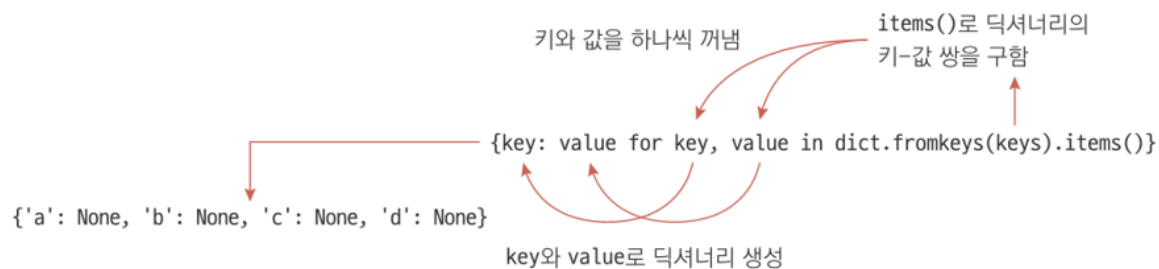 items()로 딕셔너리의
키-값 쌍을 구함
키와 값을 하나씩 꺼냄
{key: value for key, value in dict.fromkeys(keys).items()}
{'a': None, 'b': None, 'c': None, 'd': None}
key와 value로 딕셔너리 생성